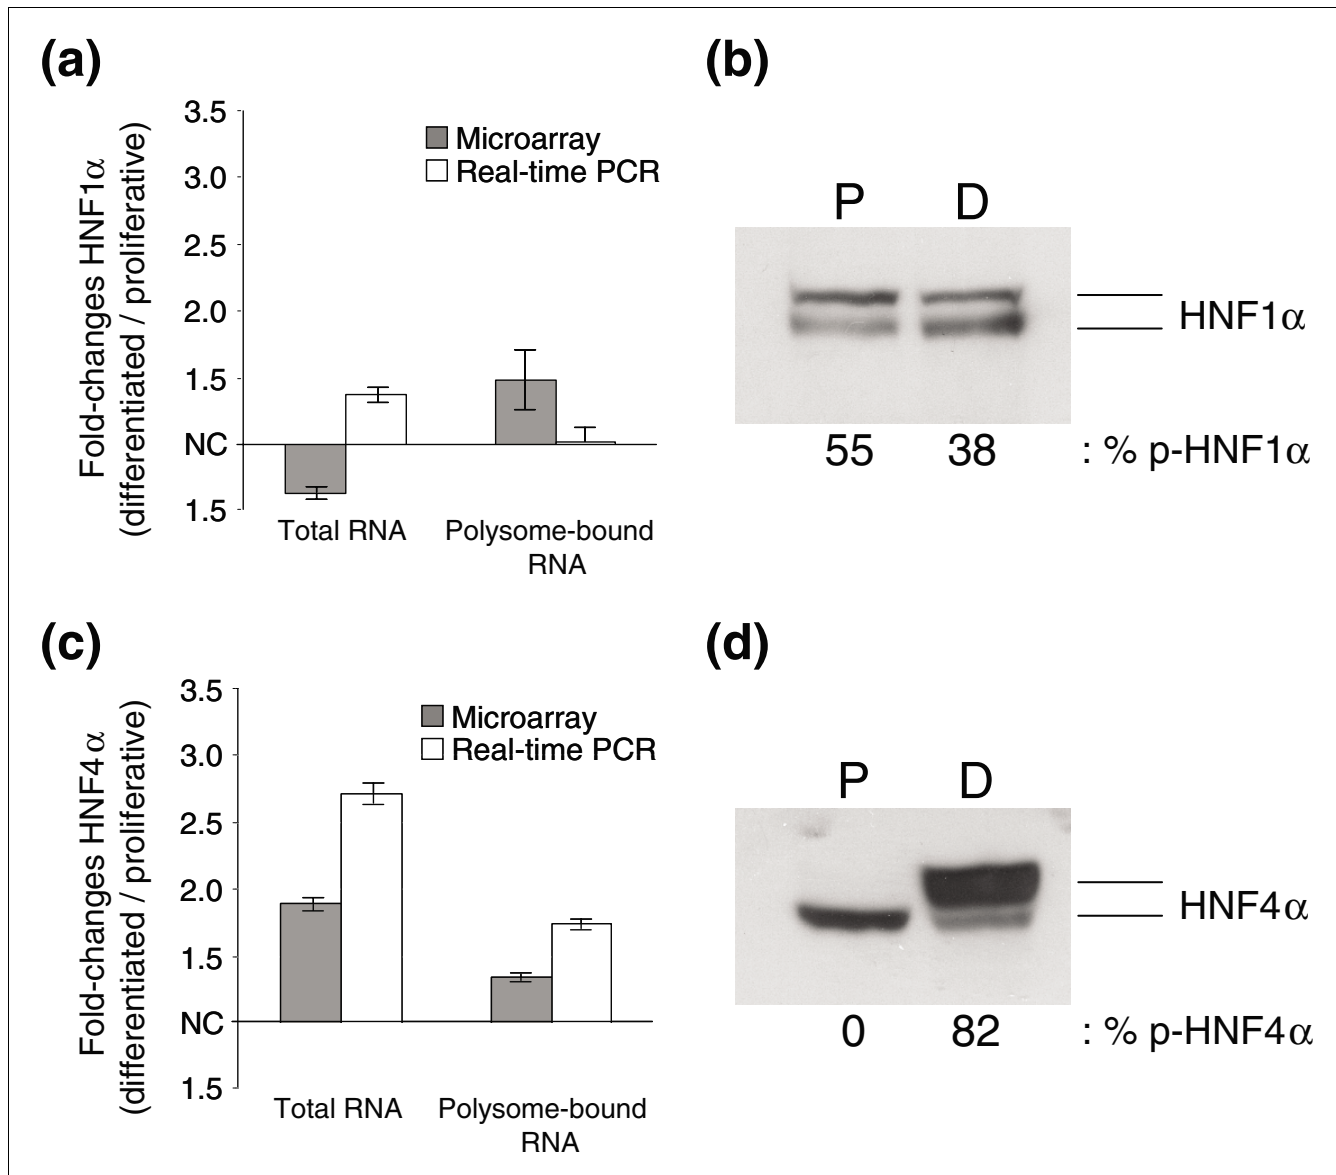 (a)
Fold-changes HNF1α
(differentiated / proliferative)
3.5
3.0
2.5
2.0
1.5
NC
1.5
Microarray
Real-time PCR
Total RNA
Polysome-bound
RNA
(b)
P D
HNF1α
55 38 : % p-HNF1α
(c)
Fold-changes HNF4α
(differentiated / proliferative)
3.5
3.0
2.5
2.0
1.5
NC
1.5
Microarray
Real-time PCR
Total RNA
Polysome-bound
RNA
(d)
P D
HNF4α
0 82 : % p-HNF4α